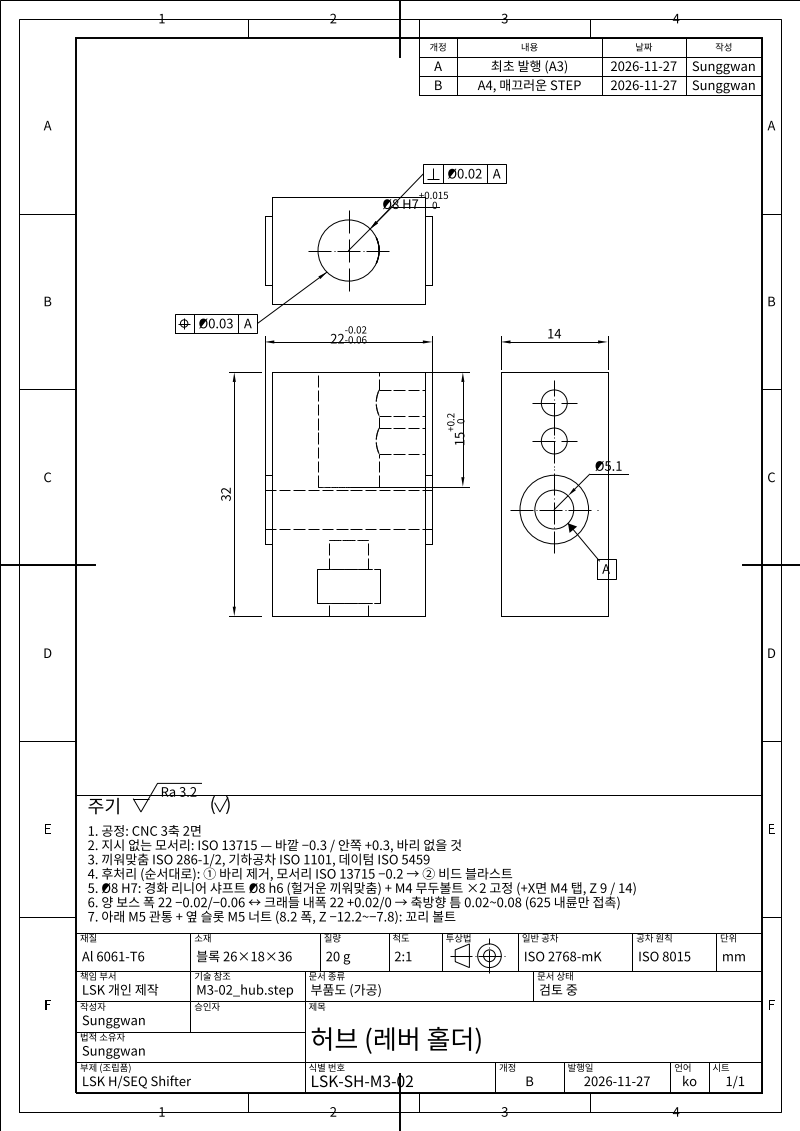 1 2 3 4
개정 내용 날짜 작성
A 최초 발행 (A3) 2026-11-27 Sunggwan
B A4, 매끄러운 STEP 2026-11-27 Sunggwan
A A
⊥ Ø0.02 A
Ø8 H7 +0.015 0
B B
⌖ Ø0.03 A
22 -0.02 -0.06
14
15 +0.2 0
32
C C
Ø5.1
A
D D
E E
주기 Ra 3.2 (√)
1. 공정: CNC 3축 2면
2. 지시 없는 모서리: ISO 13715 — 바깥 −0.3 / 안쪽 +0.3, 바리 없을 것
3. 끼워맞춤 ISO 286-1/2, 기하공차 ISO 1101, 데이텀 ISO 5459
4. 후처리 (순서대로): ① 바리 제거, 모서리 ISO 13715 −0.2 → ② 비드 블라스트
5. Ø8 H7: 경화 리니어 샤프트 Ø8 h6 (헐거운 끼워맞춤) + M4 무두볼트 ×2 고정 (+X면 M4 탭, Z 9 / 14)
6. 양 보스 폭 22 −0.02/−0.06 ↔ 크래들 내폭 22 +0.02/0 → 축방향 틈 0.02~0.08 (625 내륜만 접촉)
7. 아래 M5 관통 + 옆 슬롯 M5 너트 (8.2 폭, Z −12.2~−7.8): 꼬리 볼트
재질 소재 질량 척도 투상법 일반 공차 공차 원칙 단위
Al 6061-T6 블록 26×18×36 20 g 2:1 ISO 2768-mK ISO 8015 mm
책임 부서 기술 참조 문서 종류 문서 상태
LSK 개인 제작 M3-02_hub.step 부품도 (가공) 검토 중
F F
작성자 승인자 제목
Sunggwan
허브 (레버 홀더)
법적 소유자
Sunggwan
부제 (조립품) 식별 번호 개정 발행일 언어 시트
LSK H/SEQ Shifter LSK-SH-M3-02 B 2026-11-27 ko 1/1
1 2 3 4